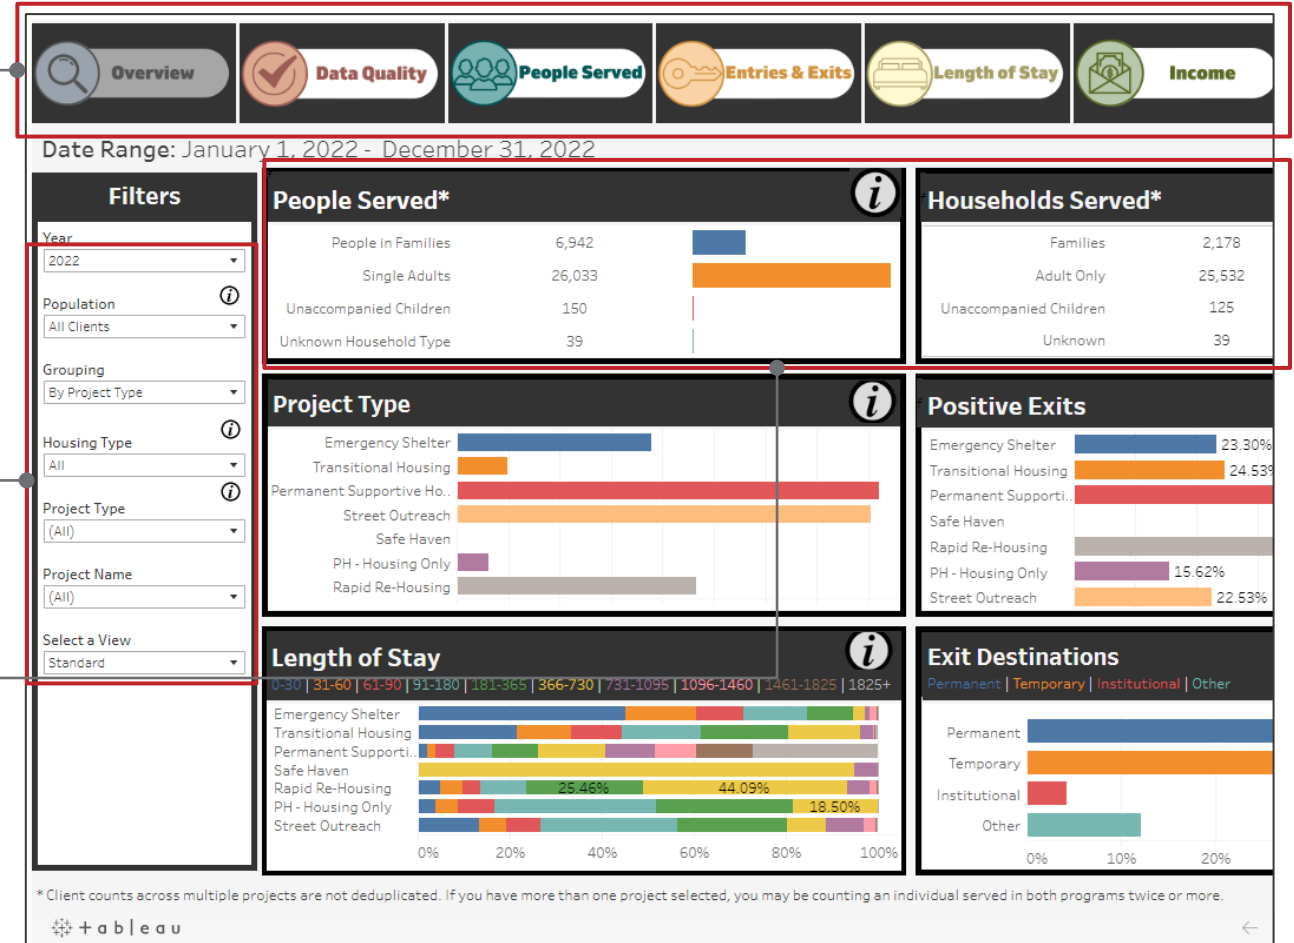 Overview
Data Quality
People Served
Entries & Exits
Length of Stay
Income
Date Range: January 1, 2022 - December 31, 2022
Filters
Year
2022
Population
All Clients
Grouping
By Project Type
Housing Type
All
Project Type
(All)
Project Name
(All)
Select a View
Standard
People Served*
People in Families 6,942
Single Adults 26,033
Unaccompanied Children 150
Unknown Household Type 39
Households Served*
Families 2,178
Adult Only 25,532
Unaccompanied Children 125
Unknown 39
Project Type
Emergency Shelter
Transitional Housing
Permanent Supportive Ho..
Street Outreach
Safe Haven
PH - Housing Only
Rapid Re-Housing
Positive Exits
Emergency Shelter 23.30%
Transitional Housing 24.53%
Permanent Supporti..
Safe Haven
Rapid Re-Housing
PH - Housing Only 15.62%
Street Outreach 22.53%
Length of Stay
0-30 | 31-60 | 61-90 | 91-180 | 181-365 | 366-730 | 731-1095 | 1096-1460 | 1461-1825 | 1825+
Emergency Shelter
Transitional Housing
Permanent Supporti..
Safe Haven
Rapid Re-Housing 25.46% 44.09%
PH - Housing Only 18.50%
Street Outreach
0% 20% 40% 60% 80% 100%
Exit Destinations
Permanent | Temporary | Institutional | Other
Permanent
Temporary
Institutional
Other
0% 10% 20%
* Client counts across multiple projects are not deduplicated. If you have more than one project selected, you may be counting an individual served in both programs twice or more.
+ableau